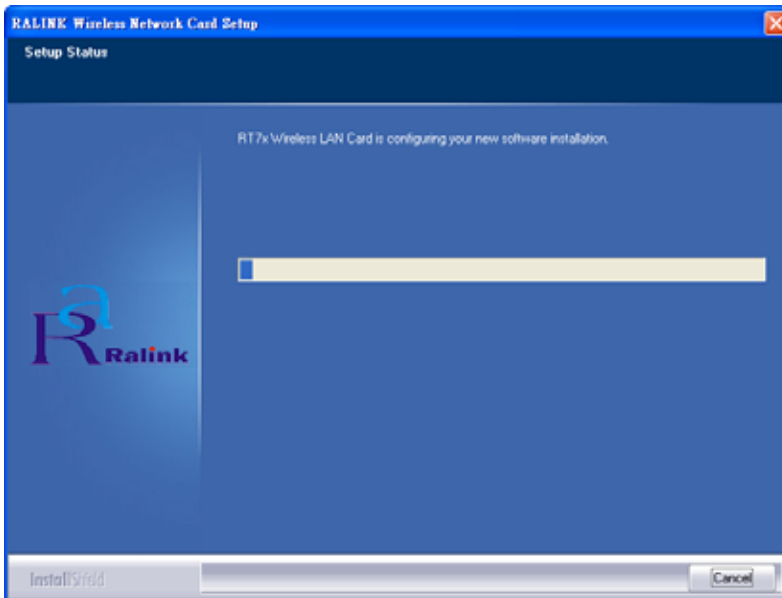 RALINK Wireless Network Card Setup
Setup Status
RT7x Wireless LAN Card is configuring your new software installation.
Ra
Ralink
InstallShield
Cancel